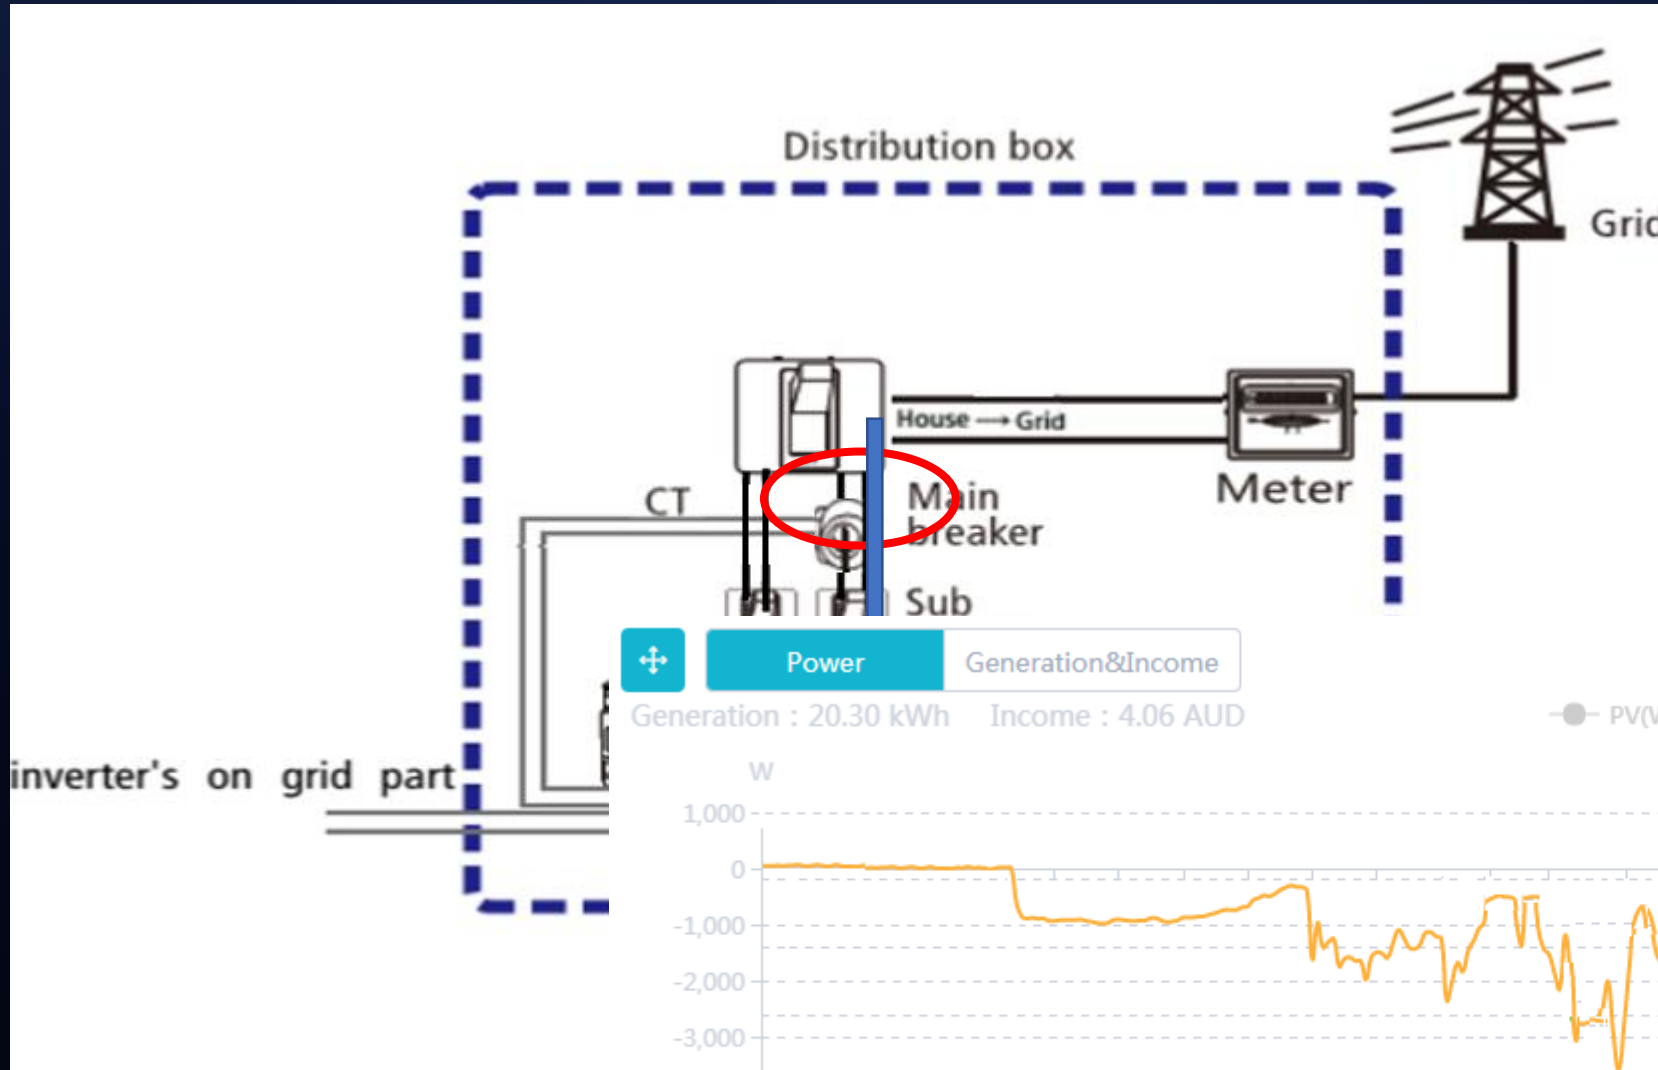 Distribution box
Grid
House → Grid
CT
Main
breaker
Meter
Sub
Power
Generation&Income
Generation : 20.30 kWh
Income : 4.06 AUD
inverter's on grid part
W
1,000
0
-1,000
-2,000
-3,000